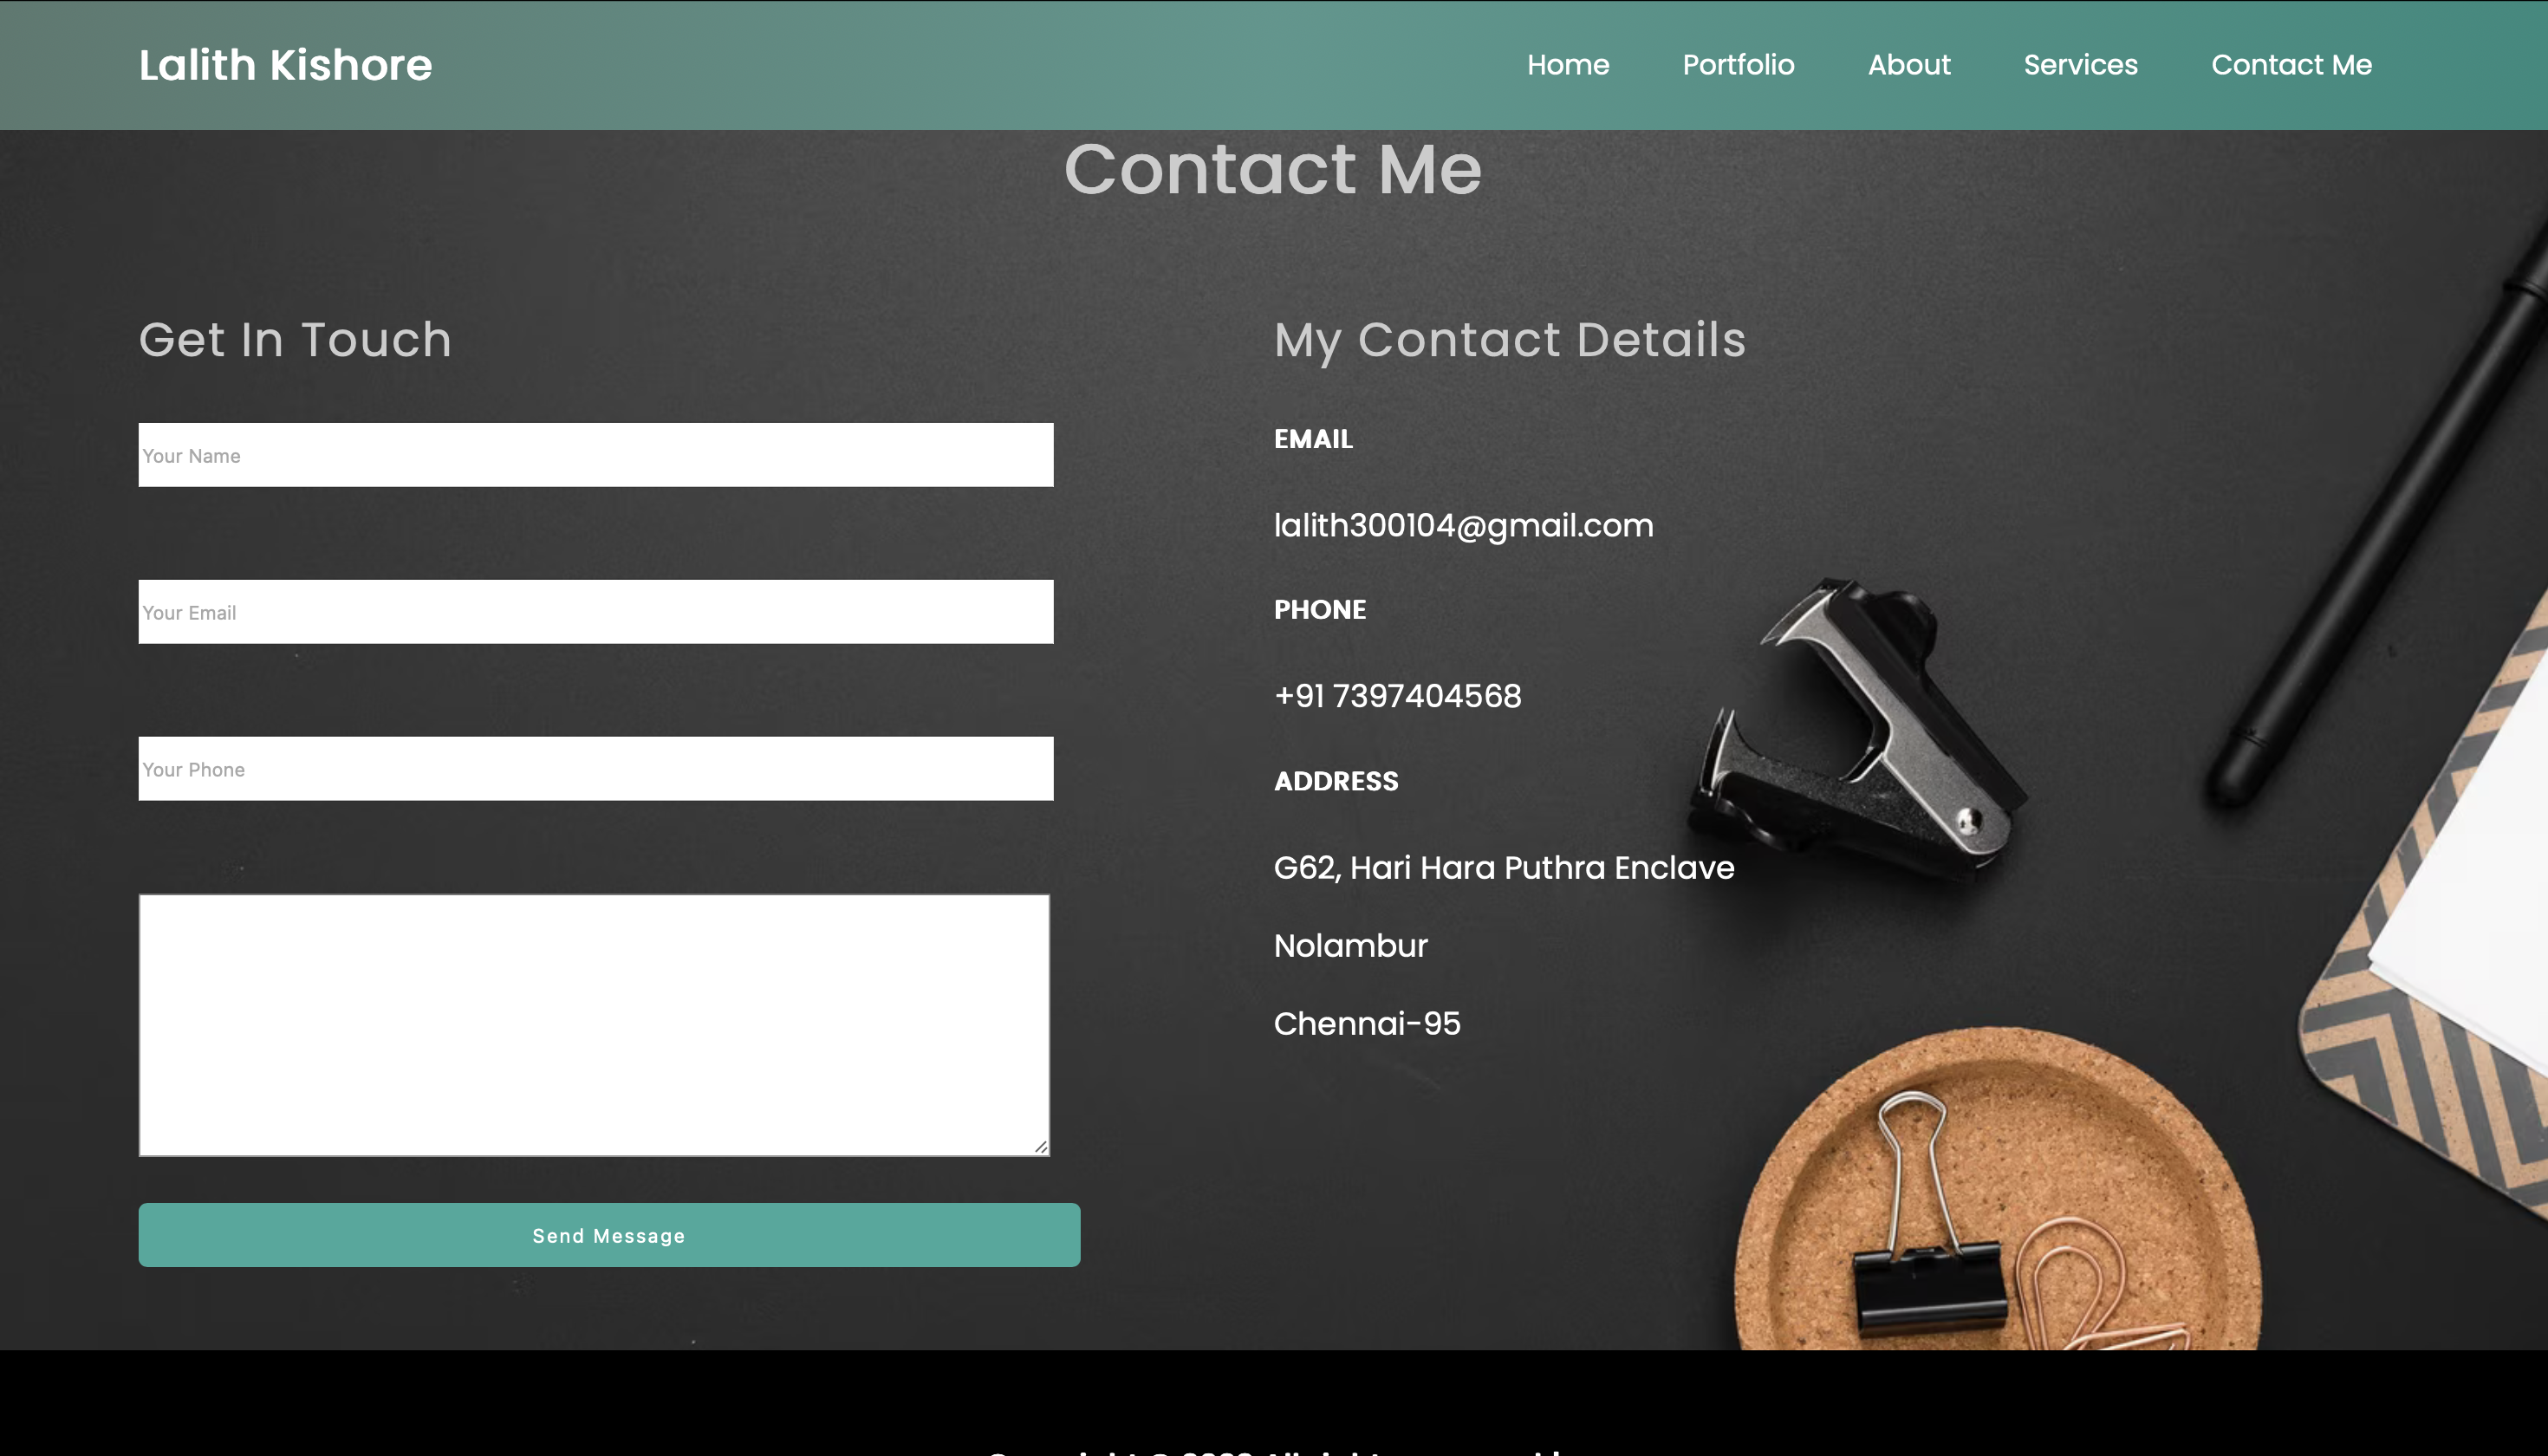 Lalith Kishore
Home Portfolio About Services Contact Me
Contact Me
Get In Touch
Your Name
Your Email
Your Phone
Send Message
My Contact Details
EMAIL
lalith300104@gmail.com
PHONE
+91 7397404568
ADDRESS
G62, Hari Hara Puthra Enclave
Nolambur
Chennai-95